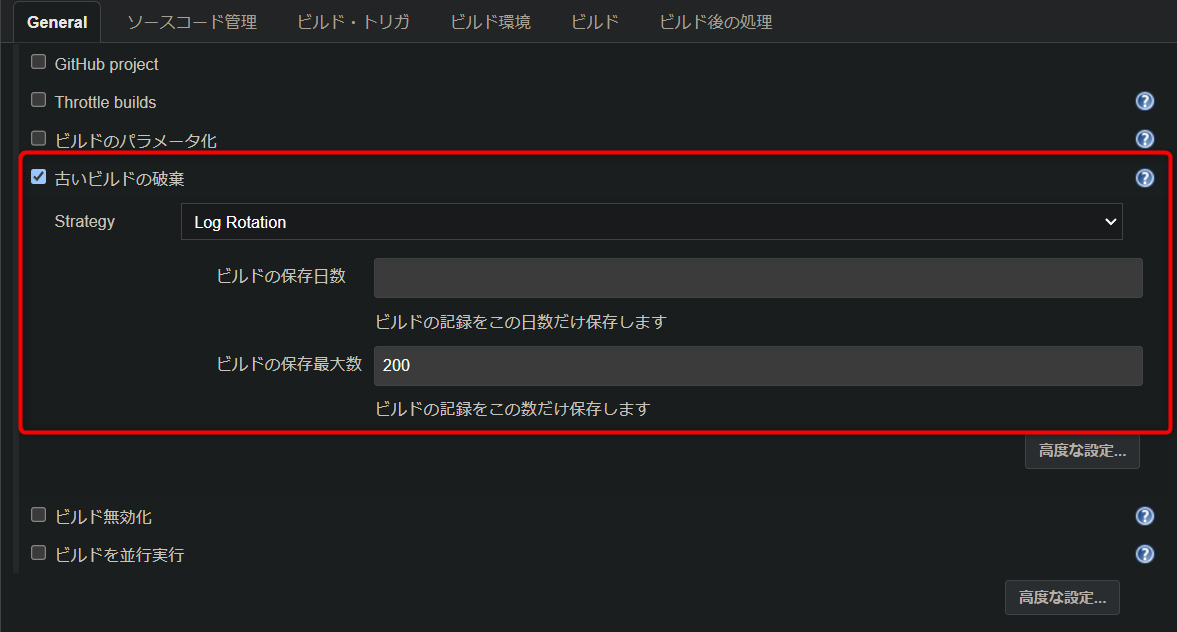 General ソースコード管理 ビルド・トリガ ビルド環境 ビルド ビルド後の処理
GitHub project
Throttle builds
ビルドのパラメータ化
古いビルドの破棄
Strategy Log Rotation
ビルドの保存日数
ビルドの記録をこの日数だけ保存します
ビルドの保存最大数 200
ビルドの記録をこの数だけ保存します
高度な設定...
ビルド無効化
ビルドを並行実行
高度な設定...